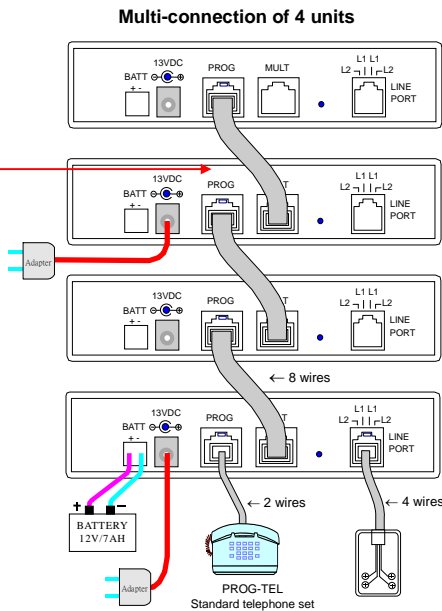 Multi-connection of 4 units
13VDC PROG MULT L1 L1
BATT L2 L2 LINE
+ - PORT
13VDC PROG T L1 L1
BATT L2 L2 LINE
+ - PORT
Adapter
13VDC PROG T L1 L1
BATT L2 L2 LINE
+ - PORT
← 8 wires
13VDC PROG T L1 L1
BATT L2 L2 LINE
+ - PORT
← 2 wires ← 4 wires
+ −
BATTERY
12V/7AH
Adapter
PROG-TEL
Standard telephone set